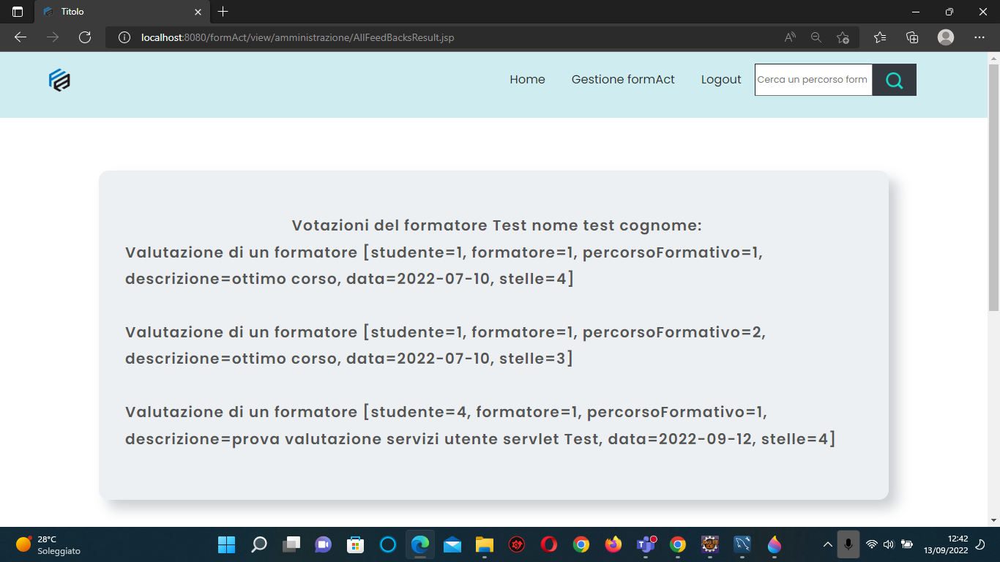 Titolo
localhost:8080/formAct/view/amministrazione/AllFeedBacksResult.jsp
Home Gestione formAct Logout Cerca un percorso form
Votazioni del formatore Test nome test cognome:
Valutazione di un formatore [studente=1, formatore=1, percorsoFormativo=1,
descrizione=ottimo corso, data=2022-07-10, stelle=4]
Valutazione di un formatore [studente=1, formatore=1, percorsoFormativo=2,
descrizione=ottimo corso, data=2022-07-10, stelle=3]
Valutazione di un formatore [studente=4, formatore=1, percorsoFormativo=1,
descrizione=prova valutazione servizi utente servlet Test, data=2022-09-12, stelle=4]
28°C
Soleggiato
12:42
13/09/2022